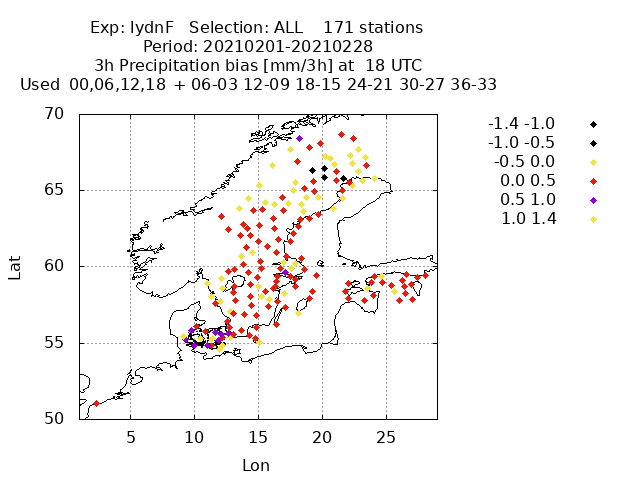 Exp: IydnF   Selection: ALL    171 stations
Period: 20210201-20210228
3h Precipitation bias [mm/3h] at  18 UTC
Used  00,06,12,18  + 06-03 12-09 18-15 24-21 30-27 36-33
70
65
60
55
50
5 10 15 20 25
Lat
Lon
-1.4 -1.0
-1.0 -0.5
-0.5 0.0
0.0 0.5
0.5 1.0
1.0 1.4